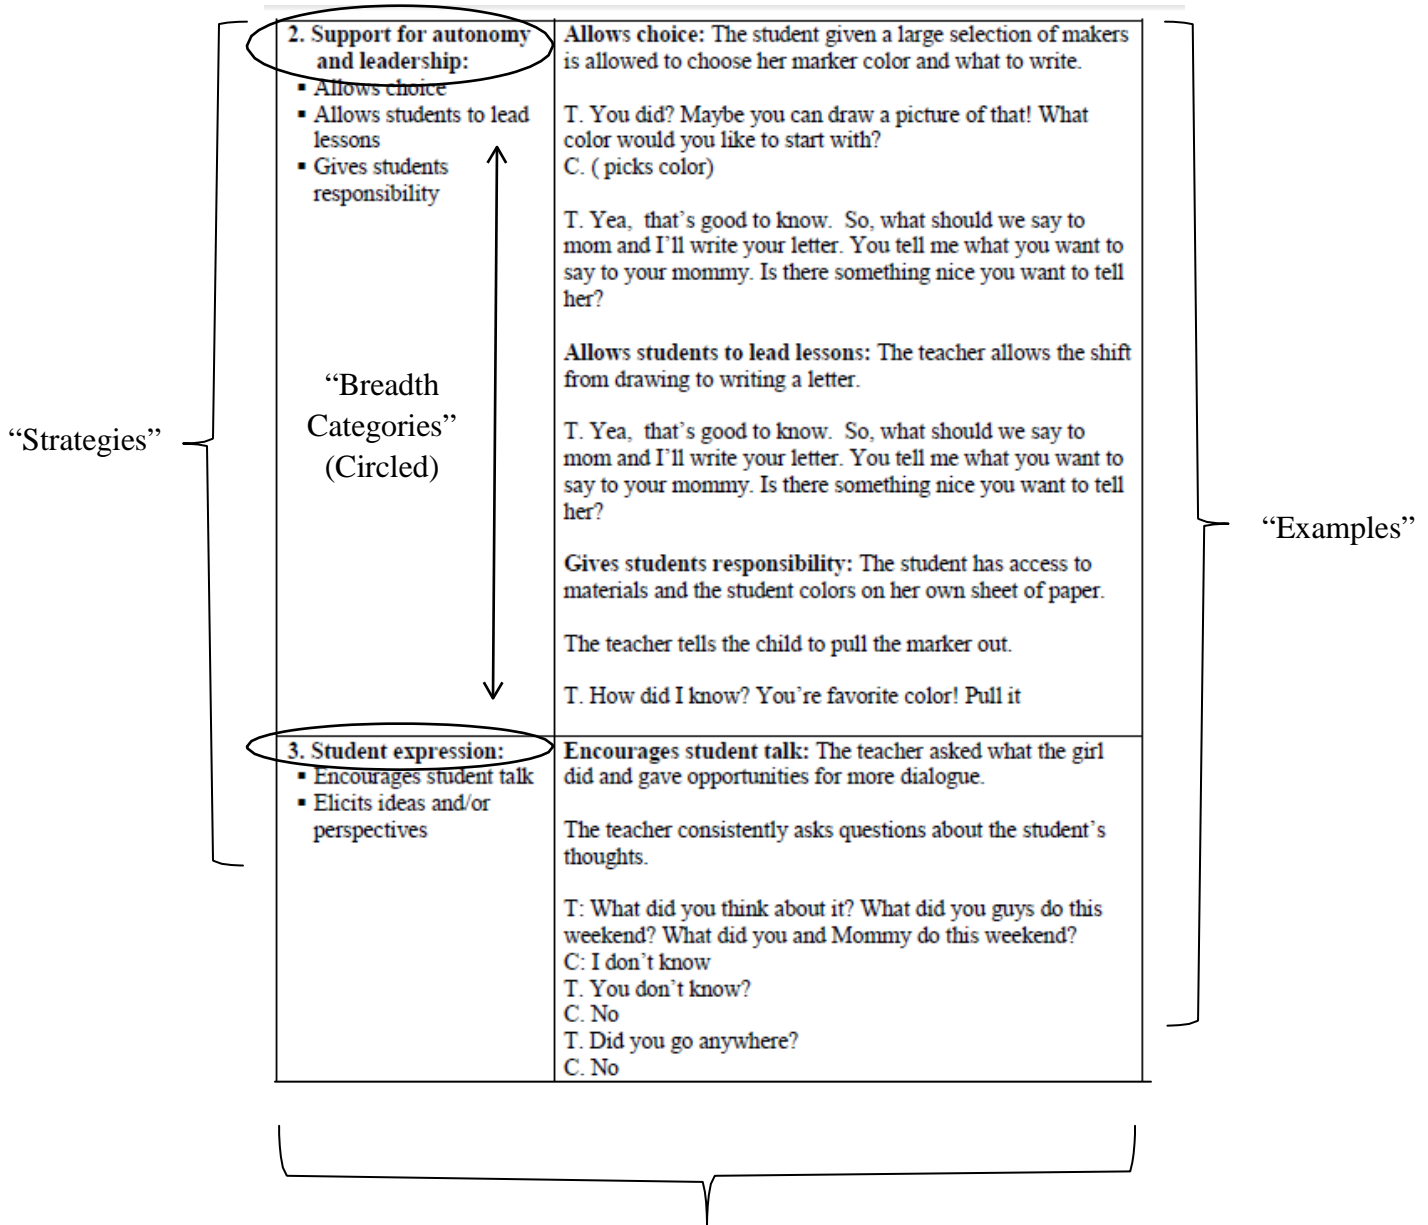 2. Support for autonomy
and leadership:
▪ Allows choice
▪ Allows students to lead
lessons
▪ Gives students
responsibility
Allows choice: The student given a large selection of makers
is allowed to choose her marker color and what to write.
T. You did? Maybe you can draw a picture of that! What
color would you like to start with?
C. ( picks color)
T. Yea,  that’s good to know.  So, what should we say to
mom and I’ll write your letter. You tell me what you want to
say to your mommy. Is there something nice you want to tell
her?
Allows students to lead lessons: The teacher allows the shift
from drawing to writing a letter.
T. Yea,  that’s good to know.  So, what should we say to
mom and I’ll write your letter. You tell me what you want to
say to your mommy. Is there something nice you want to tell
her?
Gives students responsibility: The student has access to
materials and the student colors on her own sheet of paper.
The teacher tells the child to pull the marker out.
T. How did I know? You’re favorite color! Pull it
“Breadth
Categories”
(Circled)
“Strategies”
“Examples”
3. Student expression:
▪ Encourages student talk
▪ Elicits ideas and/or
perspectives
Encourages student talk: The teacher asked what the girl
did and gave opportunities for more dialogue.
The teacher consistently asks questions about the student’s
thoughts.
T: What did you think about it? What did you guys do this
weekend? What did you and Mommy do this weekend?
C: I don’t know
T. You don’t know?
C. No
T. Did you go anywhere?
C. No